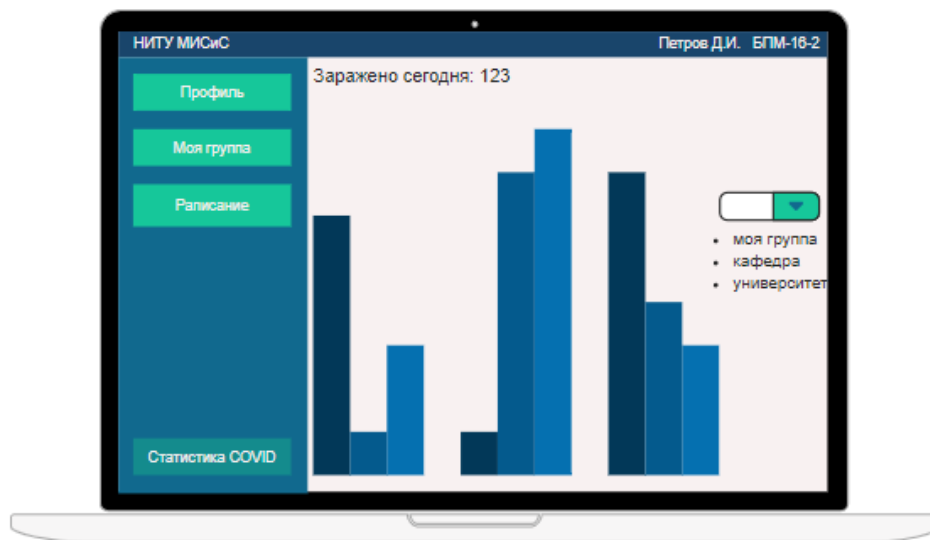 НИТУ МИСиС
Петров Д.И. БПМ-16-2
Профиль
Моя группа
Раписание
Статистика COVID
Заражено сегодня: 123
моя группа
кафедра
университет